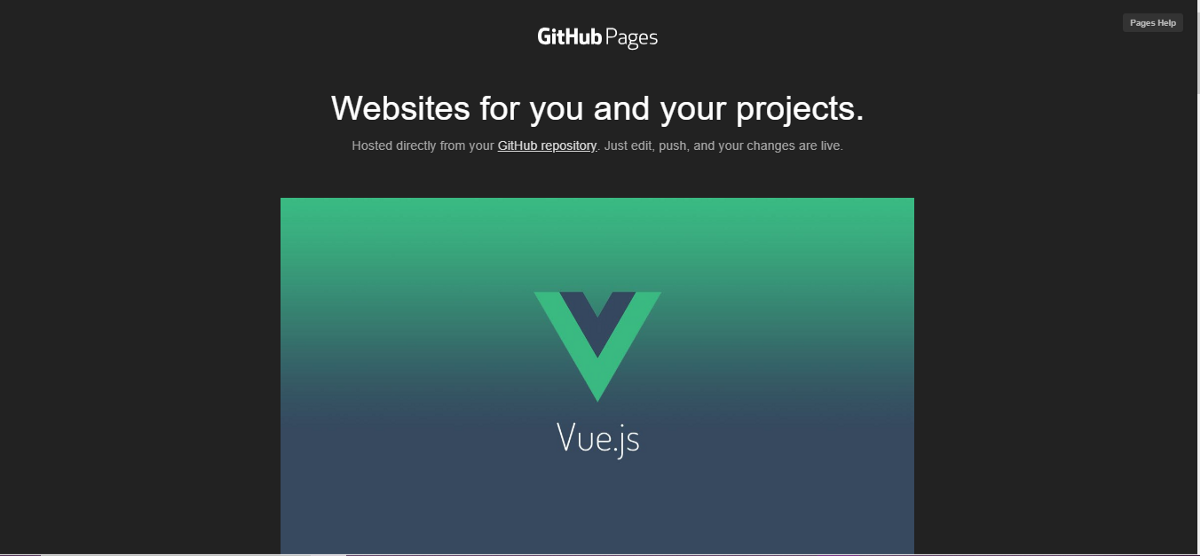 Pages Help
GitHub Pages
Websites for you and your projects.
Hosted directly from your GitHub repository. Just edit, push, and your changes are live.
Vue.js